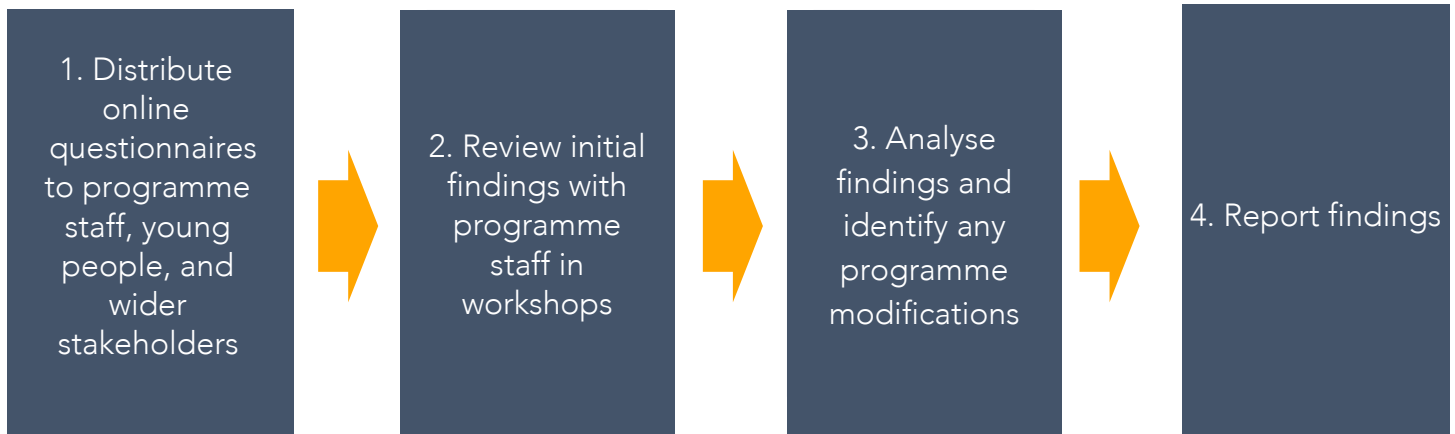 1. Distribute
online
questionnaires
to programme
staff, young
people, and
wider
stakeholders
2. Review initial
findings with
programme
staff in
workshops
3. Analyse
findings and
identify any
programme
modifications
4. Report findings